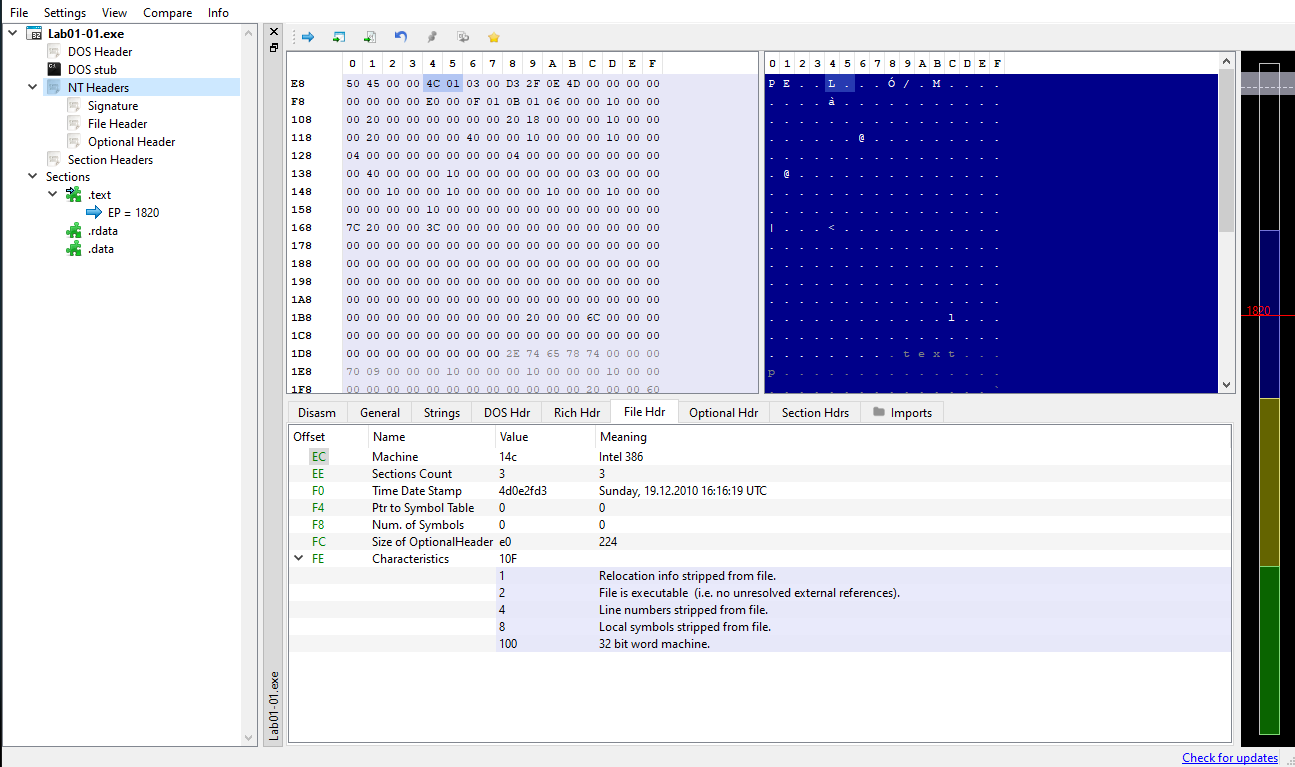 File Settings View Compare Info
Lab01-01.exe
DOS Header
DOS stub
NT Headers
Signature
File Header
Optional Header
Section Headers
Sections
.text
EP = 1820
.rdata
.data
Lab01-01.exe
0 1 2 3 4 5 6 7 8 9 A B C D E F
E8 50 45 00 00 4C 01 03 00 D3 2F 0E 4D 00 00 00 00
F8 00 00 00 00 E0 00 0F 01 0B 01 06 00 00 10 00 00
108 00 20 00 00 00 00 00 00 20 18 00 00 00 10 00 00
118 00 20 00 00 00 00 40 00 00 10 00 00 00 10 00 00
128 04 00 00 00 00 00 00 00 04 00 00 00 00 00 00 00
138 00 40 00 00 00 10 00 00 00 00 00 00 03 00 00 00
148 00 00 10 00 00 10 00 00 00 00 10 00 00 10 00 00
158 00 00 00 00 10 00 00 00 00 00 00 00 00 00 00 00
168 7C 20 00 00 3C 00 00 00 00 00 00 00 00 00 00 00
178 00 00 00 00 00 00 00 00 00 00 00 00 00 00 00 00
188 00 00 00 00 00 00 00 00 00 00 00 00 00 00 00 00
198 00 00 00 00 00 00 00 00 00 00 00 00 00 00 00 00
1A8 00 00 00 00 00 00 00 00 00 00 00 00 00 00 00 00
1B8 00 00 00 00 00 00 00 00 00 20 00 00 6C 00 00 00
1C8 00 00 00 00 00 00 00 00 00 00 00 00 00 00 00 00
1D8 00 00 00 00 00 00 00 00 2E 74 65 78 74 00 00 00
1E8 70 09 00 00 00 10 00 00 00 10 00 00 00 10 00 00
1F8 00 00 00 00 00 00 00 00 00 00 00 00 20 00 00 60
0 1 2 3 4 5 6 7 8 9 A B C D E F
P E . . L . . . Ó / . M . . . .
. . . . à . . . . . . . . . . .
. . . . . . . . . . . . . . . .
. . . . . . @ . . . . . . . . .
. . . . . . . . . . . . . . . .
. @ . . . . . . . . . . . . . .
. . . . . . . . . . . . . . . .
. . . . . . . . . . . . . . . .
| . . . < . . . . . . . . . . .
. . . . . . . . . . . . . . . .
. . . . . . . . . . . . . . . .
. . . . . . . . . . . . . . . .
. . . . . . . . . . . . . . . .
. . . . . . . . . . . . l . . .
. . . . . . . . . . . . . . . .
. . . . . . . . . t e x t . . .
p . . . . . . . . . . . . . . .
. . . . . . . . . . . . . . . `
1820
Disasm General Strings DOS Hdr Rich Hdr File Hdr Optional Hdr Section Hdrs Imports
Offset Name Value Meaning
EC Machine 14c Intel 386
EE Sections Count 3 3
F0 Time Date Stamp 4d0e2fd3 Sunday, 19.12.2010 16:16:19 UTC
F4 Ptr to Symbol Table 0 0
F8 Num. of Symbols 0 0
FC Size of OptionalHeader e0 224
FE Characteristics 10F
1 Relocation info stripped from file.
2 File is executable (i.e. no unresolved external references).
4 Line numbers stripped from file.
8 Local symbols stripped from file.
100 32 bit word machine.
Check for updates